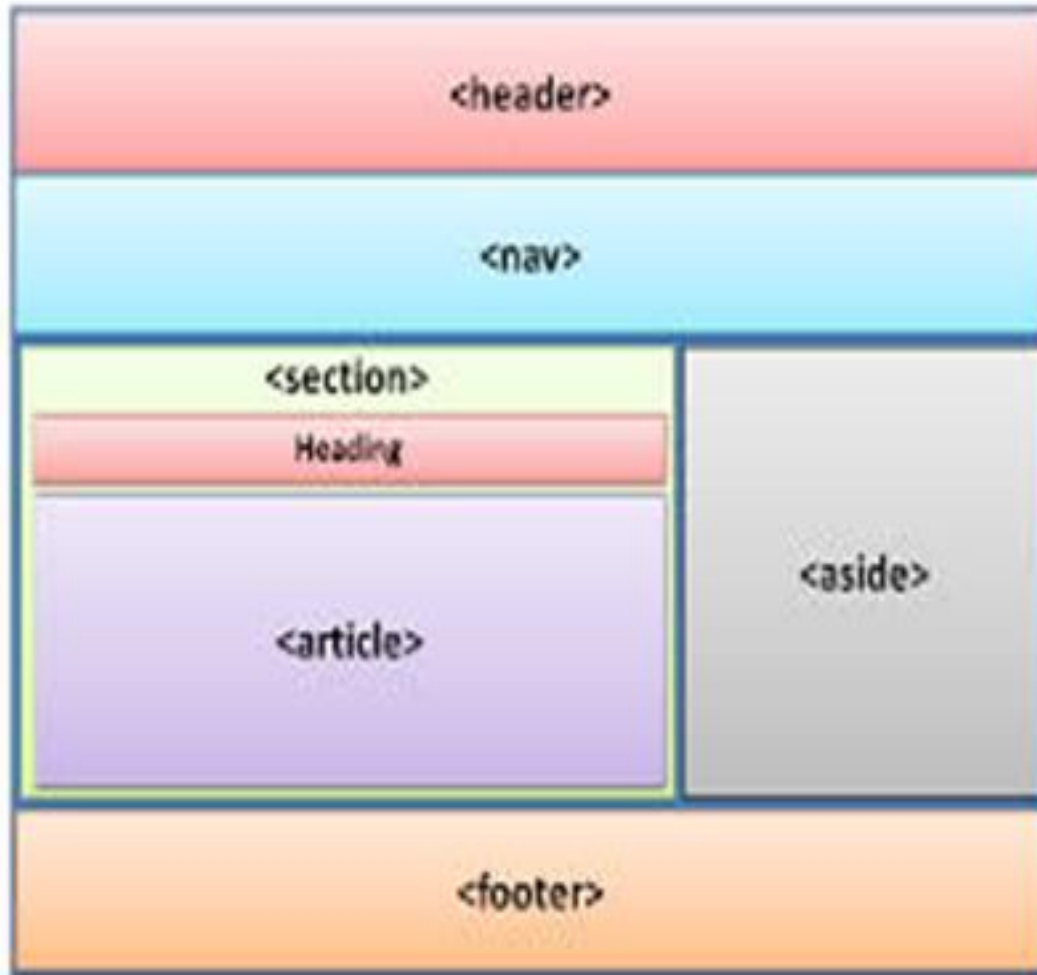 <header>
<nav>
<section>
Heading
<article>
<aside>
<footer>